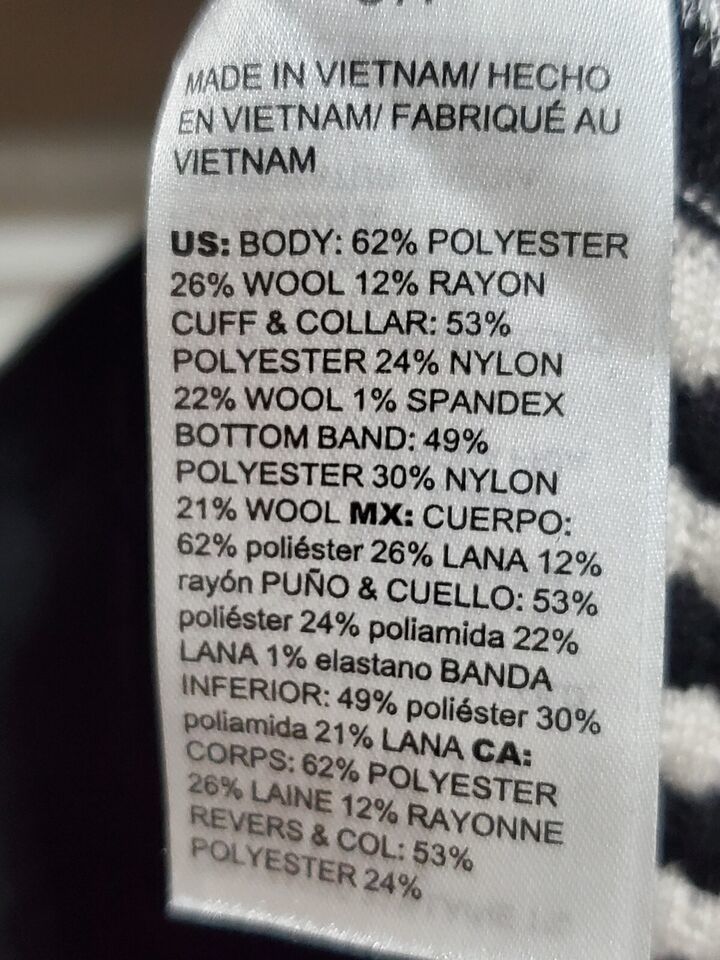 MADE IN VIETNAM/ HECHO
EN VIETNAM/ FABRIQUÉ AU
VIETNAM
US: BODY: 62% POLYESTER
26% WOOL 12% RAYON
CUFF & COLLAR: 53%
POLYESTER 24% NYLON
22% WOOL 1% SPANDEX
BOTTOM BAND: 49%
POLYESTER 30% NYLON
21% WOOL MX: CUERPO:
62% poliéster 26% LANA 12%
rayón PUÑO & CUELLO: 53%
poliéster 24% poliamida 22%
LANA 1% elastano BANDA
INFERIOR: 49% poliéster 30%
poliamida 21% LANA CA:
CORPS: 62% POLYESTER
26% LAINE 12% RAYONNE
REVERS & COL: 53%
POLYESTER 24%